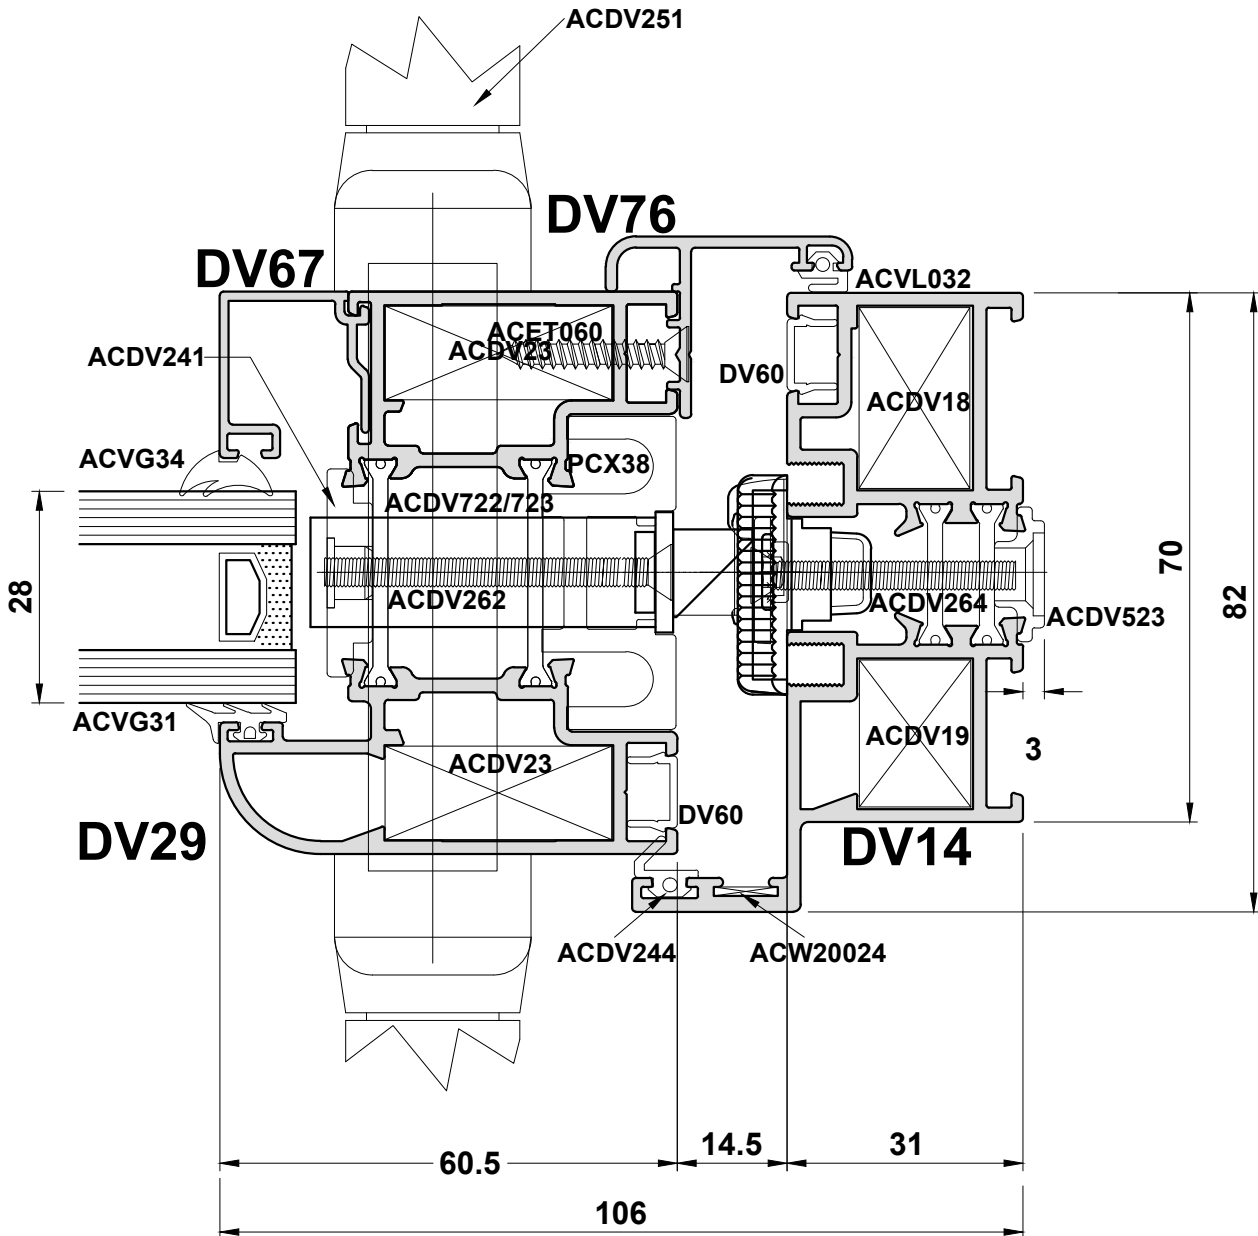 ACDV251
DV76
DV67
ACVL032
ACET060
ACDV23
ACDV241
DV60
ACDV18
ACVG34
PCX38
ACDV722/723
28
70
82
ACDV262
ACDV264
ACDV523
ACVG31
ACDV23
ACDV19
3
DV60
DV29
DV14
ACDV244
ACW20024
60.5
14.5
31
106